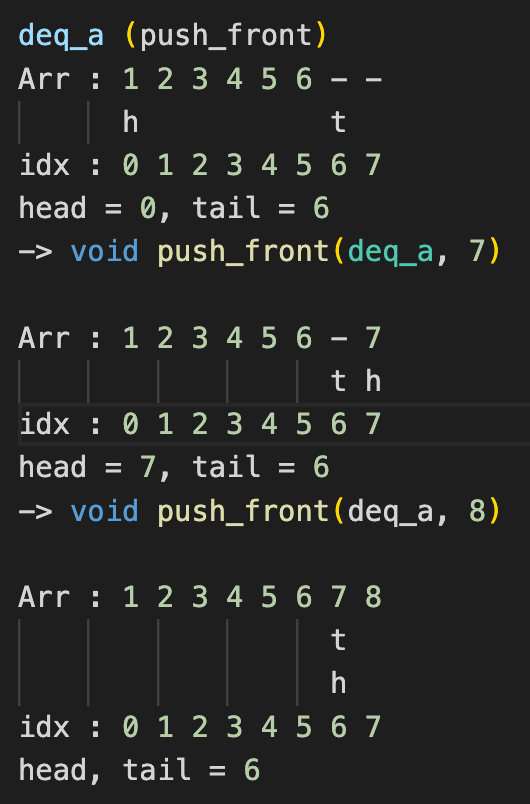 deq_a (push_front)
Arr : 1 2 3 4 5 6 – –
h t
idx : 0 1 2 3 4 5 6 7
head = 0, tail = 6
–> void push_front(deq_a, 7)
Arr : 1 2 3 4 5 6 – 7
t h
idx : 0 1 2 3 4 5 6 7
head = 7, tail = 6
–> void push_front(deq_a, 8)
Arr : 1 2 3 4 5 6 7 8
t
h
idx : 0 1 2 3 4 5 6 7
head, tail = 6